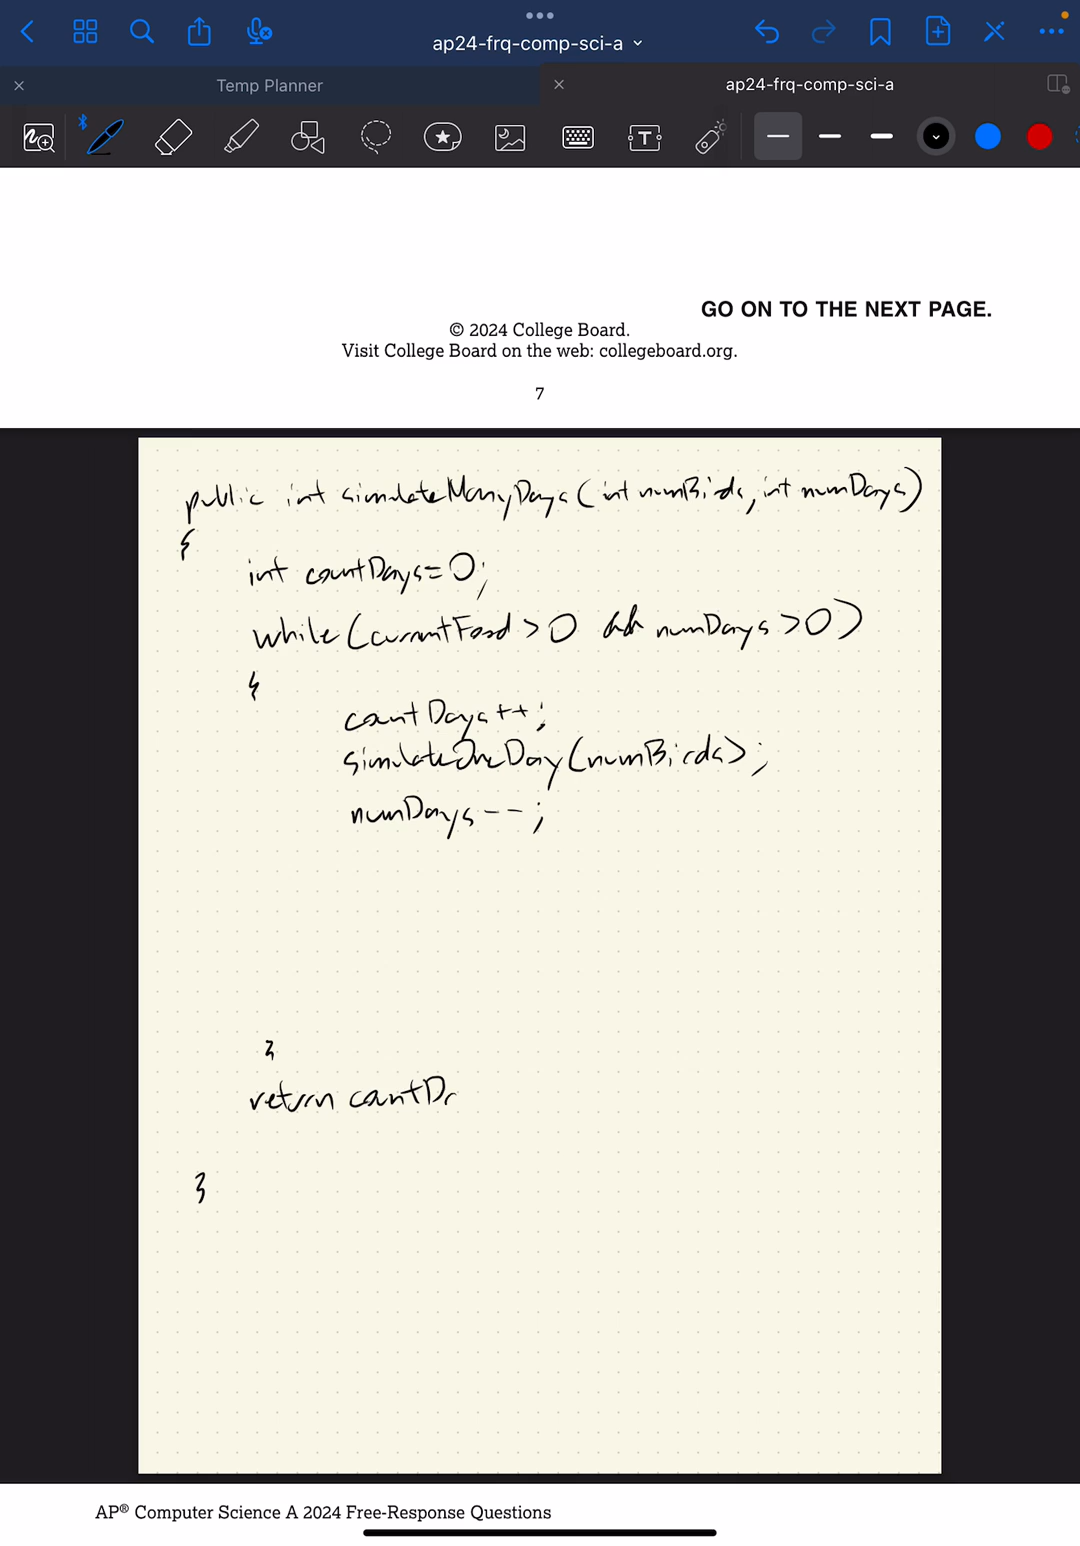 ap24-frq-comp-sci-a
Temp Planner
ap24-frq-comp-sci-a
T
GO ON TO THE NEXT PAGE.
© 2024 College Board.
Visit College Board on the web: collegeboard.org.
7
public int simulateManyDays(int numBirds, int numDays)
{
int countDays=0;
while(currentFood>0 && numDays>0)
{
countDays++;
simulateOneDay(numBirds);
numDays--;
}
return countDa
}
AP® Computer Science A 2024 Free-Response Questions